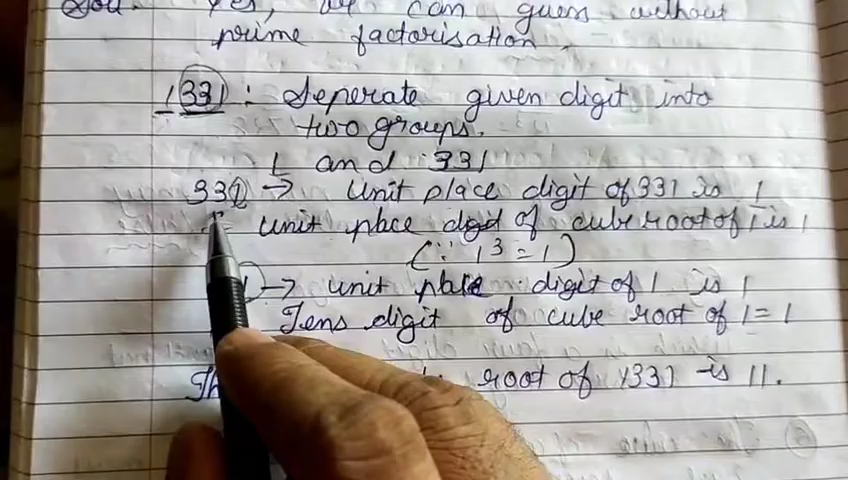 You. Yes, we can guess without
prime factorisation.
1331 : Seperate given digit into
two groups.
1 and 331
331 → Unit place digit of 331 is 1
unit place digit of cube root of 1 is 1
(∵ 1³ = 1)
1 → unit place digit of 1 is 1
Tens digit of cube root of 1 = 1
root of 1331 is 11.